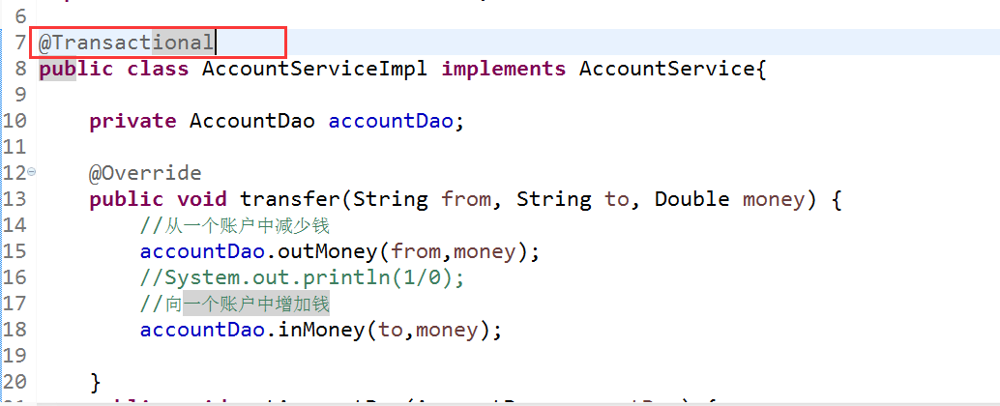 6
7 @Transactional
8 public class AccountServiceImpl implements AccountService{
9
10 private AccountDao accountDao;
11
12 @Override
13 public void transfer(String from, String to, Double money) {
14 //从一个账户中减少钱
15 accountDao.outMoney(from,money);
16 //System.out.println(1/0);
17 //向一个账户中增加钱
18 accountDao.inMoney(to,money);
19
20 }